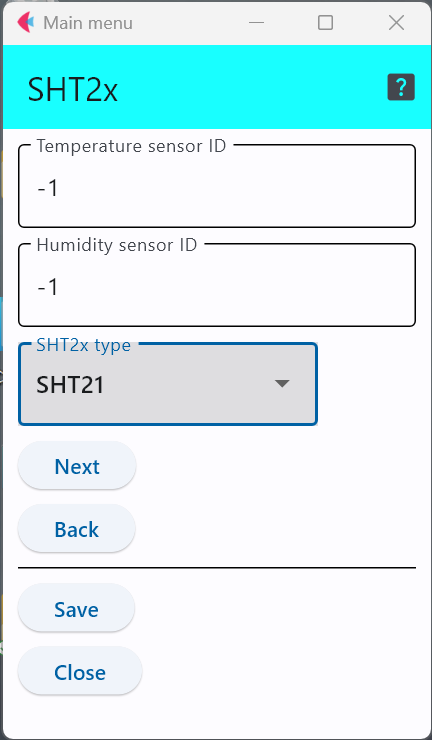 Main menu
SHT2x
?
Temperature sensor ID
-1
Humidity sensor ID
-1
SHT2x type
SHT21
Next
Back
Save
Close